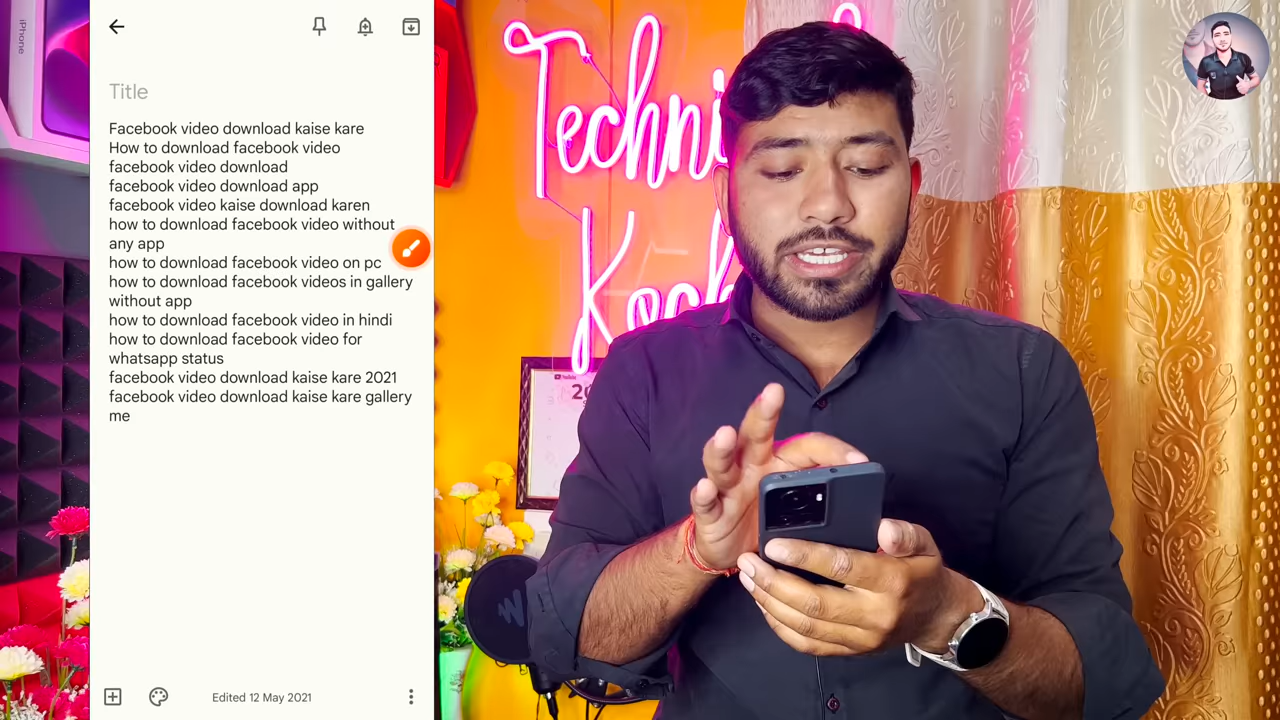 iPhone
Title
Facebook video download kaise kare
How to download facebook video
facebook video download
facebook video download app
facebook video kaise download karen
how to download facebook video without
any app
how to download facebook video on pc
how to download facebook videos in gallery
without app
how to download facebook video in hindi
how to download facebook video for
whatsapp status
facebook video download kaise kare 2021
facebook video download kaise kare gallery
me
Edited 12 May 2021